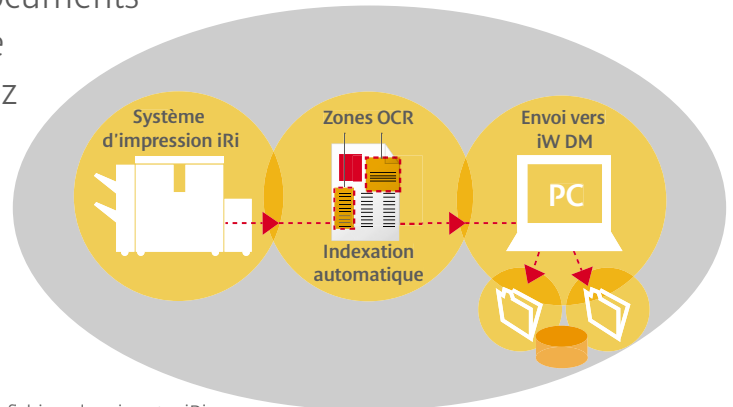 Système
d'impression iRi
Zones OCR
Indexation
automatique
Envoi vers
iW DM
PC